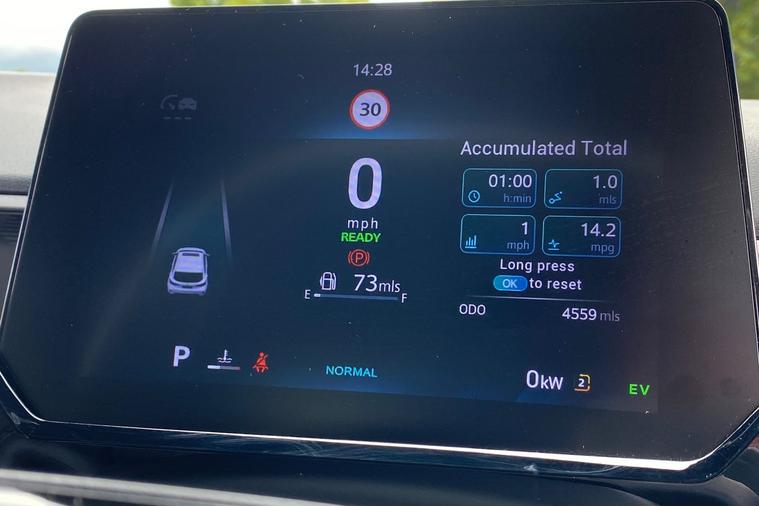 14:28
30
Accumulated Total
01:00
h:min
1.0
mls
0
mph
READY
1
mph
14.2
mpg
P
Long press
OK to reset
73mls
E F
ODO 4559 mls
P
NORMAL
0kW
2
EV